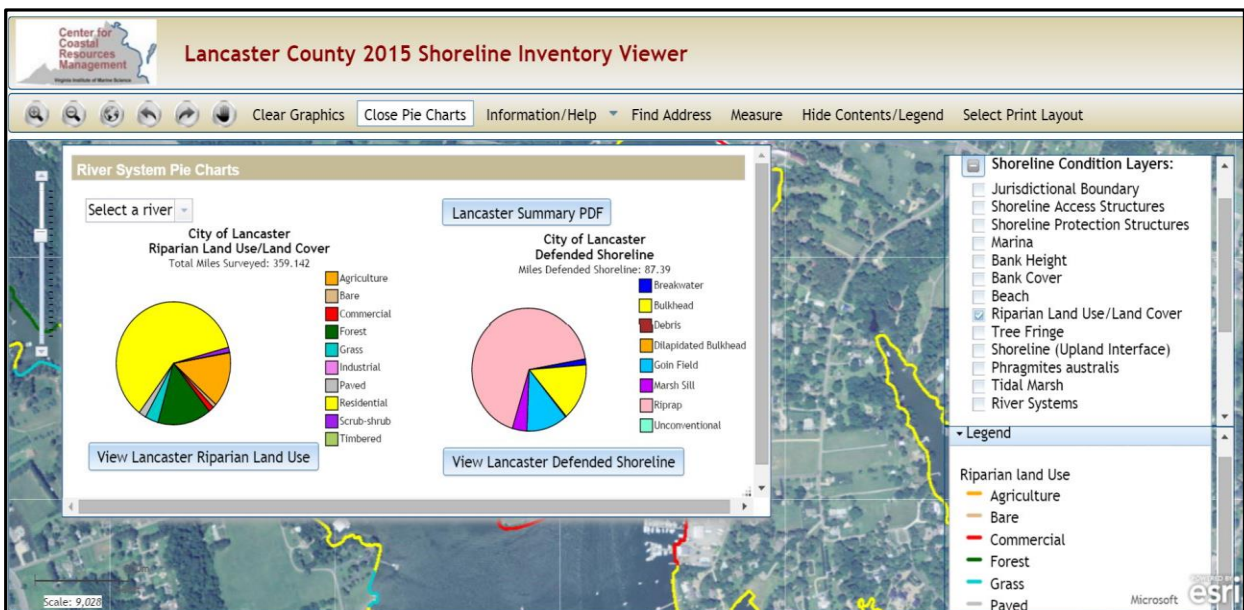 Center for
Coastal
Resources
Management
Virginia Institute of Marine Science
Lancaster County 2015 Shoreline Inventory Viewer
Clear Graphics Close Pie Charts Information/Help Find Address Measure Hide Contents/Legend Select Print Layout
River System Pie Charts
Select a river
Lancaster Summary PDF
City of Lancaster
Riparian Land Use/Land Cover
Total Miles Surveyed: 359.142
Agriculture
Bare
Commercial
Forest
Grass
Industrial
Paved
Residential
Scrub-shrub
Timbered
View Lancaster Riparian Land Use
City of Lancaster
Defended Shoreline
Miles Defended Shoreline: 87.39
Breakwater
Bulkhead
Debris
Dilapidated Bulkhead
Goin Field
Marsh Sill
Riprap
Unconventional
View Lancaster Defended Shoreline
Shoreline Condition Layers:
Jurisdictional Boundary
Shoreline Access Structures
Shoreline Protection Structures
Marina
Bank Height
Bank Cover
Beach
Riparian Land Use/Land Cover
Tree Fringe
Shoreline (Upland Interface)
Phragmites australis
Tidal Marsh
River Systems
Legend
Riparian land Use
Agriculture
Bare
Commercial
Forest
Grass
Paved
Scale: 9,028
Microsoft
POWERED BY
esri